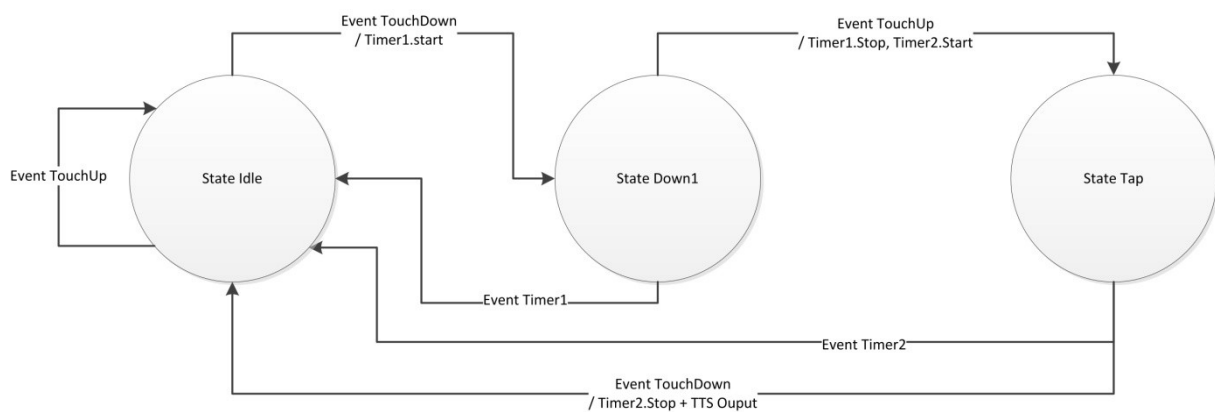 Event TouchDown
/ Timer1.start
Event TouchUp
/ Timer1.Stop, Timer2.Start
Event TouchUp
State Idle
State Down1
State Tap
Event Timer1
Event Timer2
Event TouchDown
/ Timer2.Stop + TTS Ouput